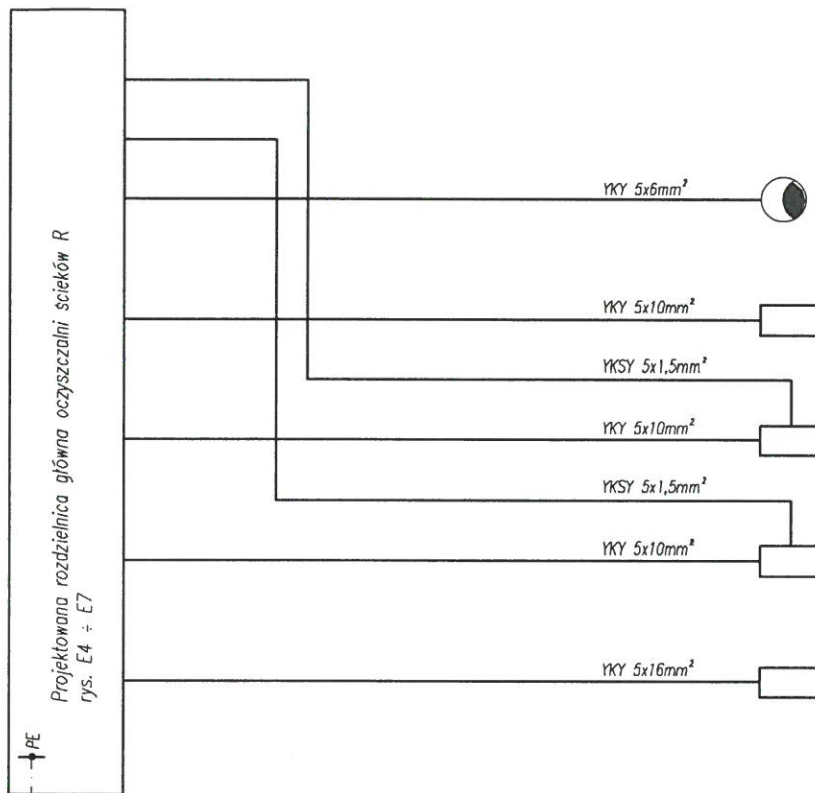 Projektowana rozdzielnica główna oczyszczalni ścieków R
rys. E4 ÷ E7
PE
YKY 5x6mm²
YKY 5x10mm²
YKSY 5x1,5mm²
YKY 5x10mm²
YKSY 5x1,5mm²
YKY 5x10mm²
YKY 5x16mm²